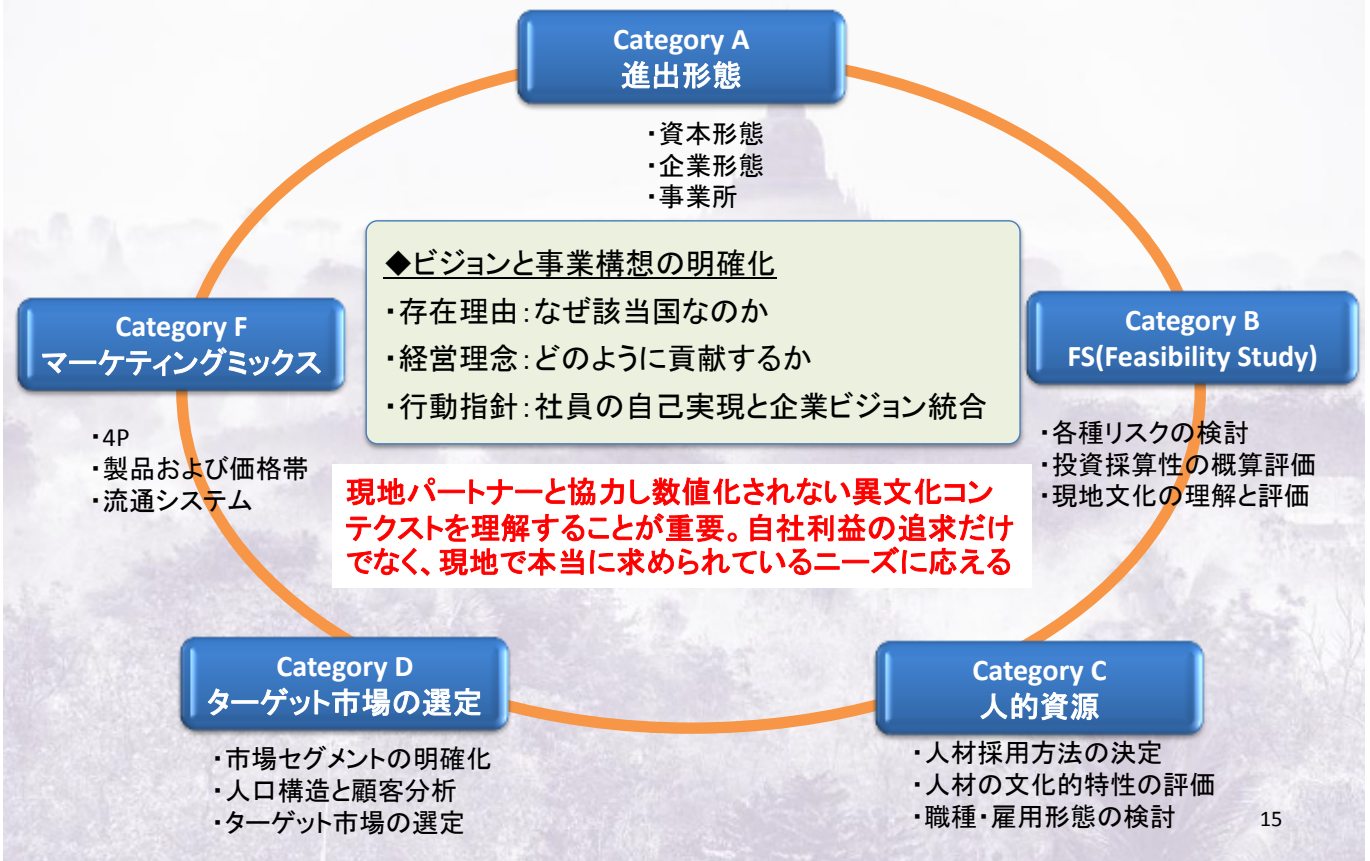 Category A
進出形態
・資本形態
・企業形態
・事業所
◆ビジョンと事業構想の明確化
・存在理由：なぜ該当国なのか
・経営理念：どのように貢献するか
・行動指針：社員の自己実現と企業ビジョン統合
Category F
マーケティングミックス
・4P
・製品および価格帯
・流通システム
Category B
FS(Feasibility Study)
・各種リスクの検討
・投資採算性の概算評価
・現地文化の理解と評価
現地パートナーと協力し数値化されない異文化コン
テクストを理解することが重要。自社利益の追求だけ
でなく、現地で本当に求められているニーズに応える
Category D
ターゲット市場の選定
・市場セグメントの明確化
・人口構造と顧客分析
・ターゲット市場の選定
Category C
人的資源
・人材採用方法の決定
・人材の文化的特性の評価
・職種・雇用形態の検討
15